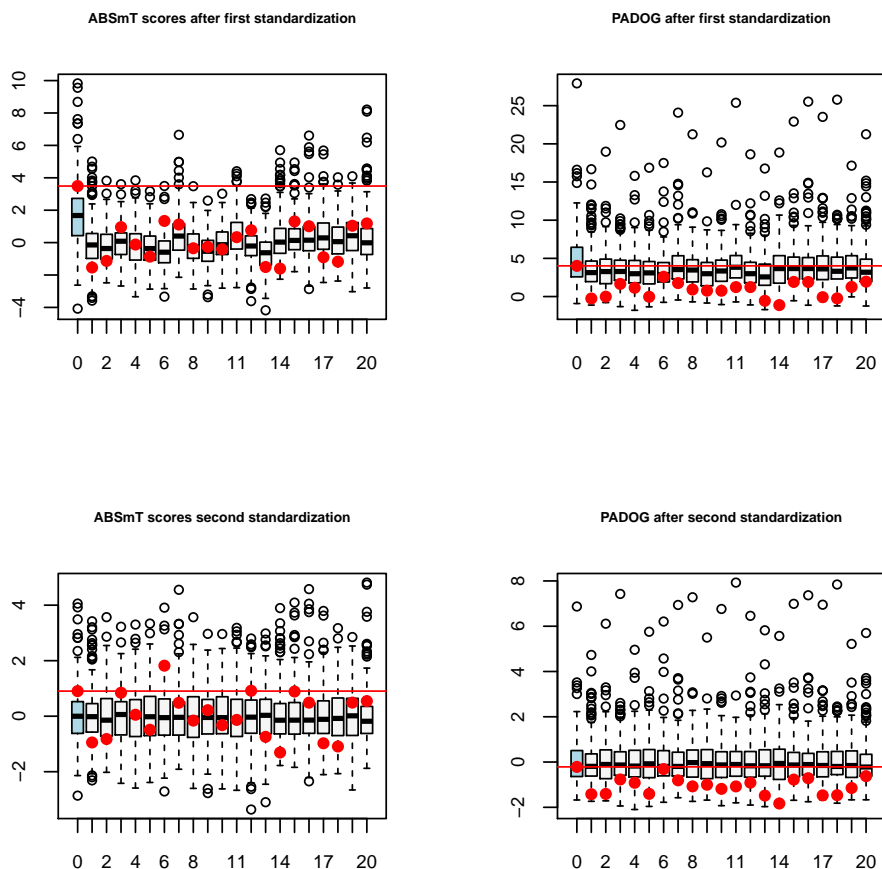 ABSmT scores after first standardization
10
8
6
4
2
0
−4
0 2 4 6 8 11 14 17 20
PADOG after first standardization
25
20
15
10
5
0
0 2 4 6 8 11 14 17 20
ABSmT scores second standardization
4
2
0
−2
0 2 4 6 8 11 14 17 20
PADOG after second standardization
8
6
4
2
0
−2
0 2 4 6 8 11 14 17 20